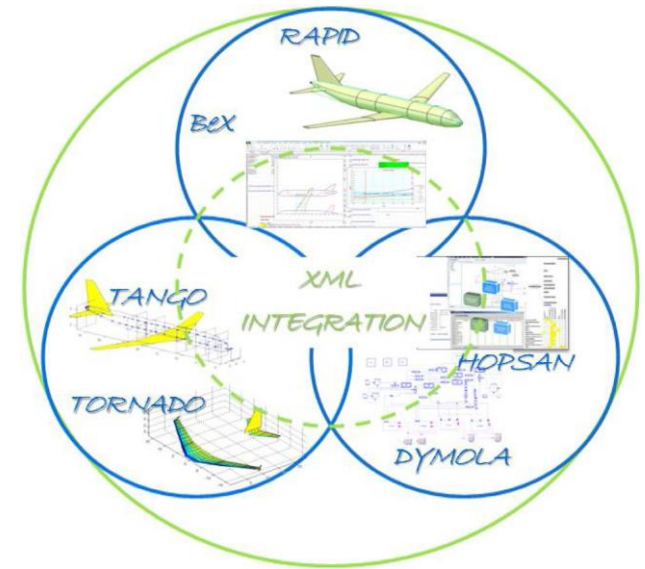 RAPID
BeX
XML
INTEGRATION
TANGO
HOPSAN
TORNADO
DYMOLA